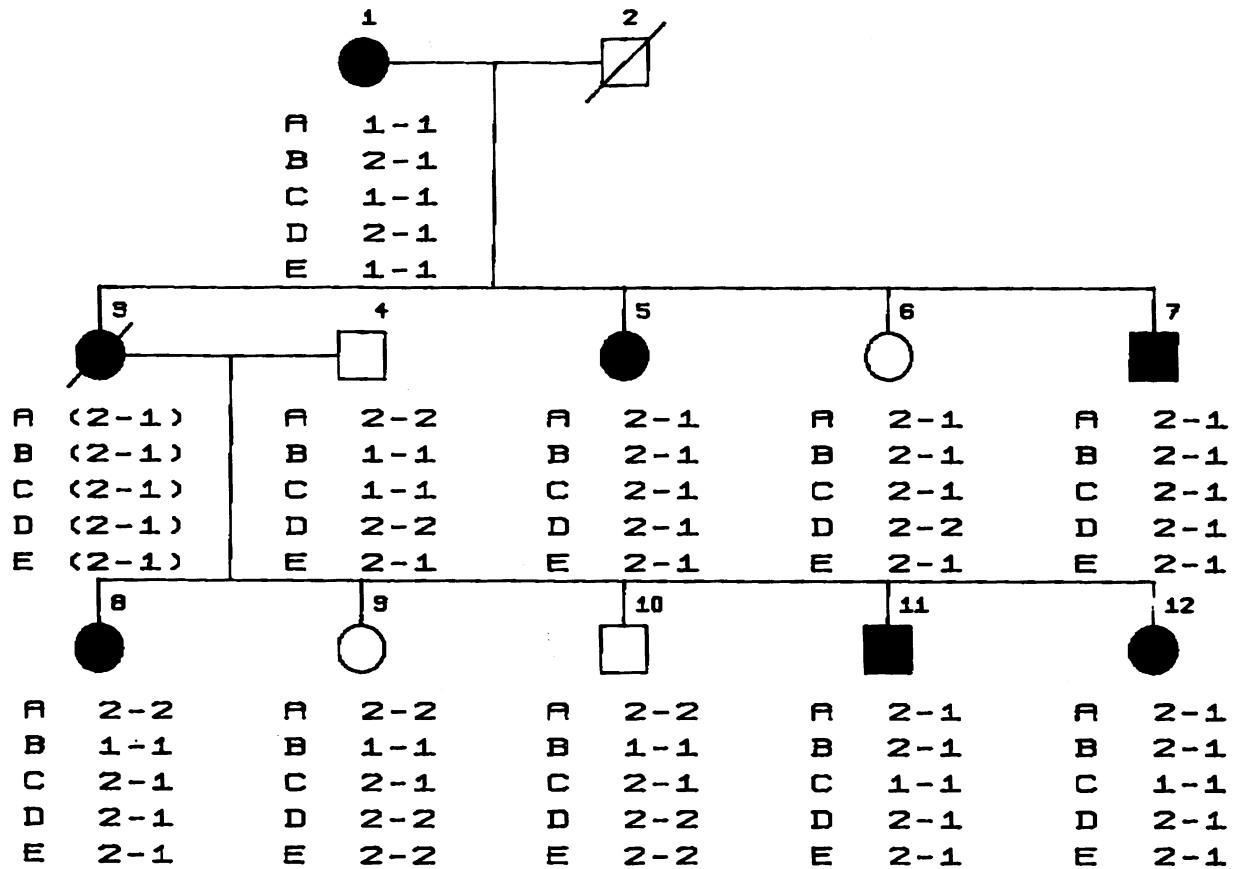 1 2
A 1-1
B 2-1
C 1-1
D 2-1
E 1-1
3 4 5 6 7
A (2-1) A 2-2 A 2-1 A 2-1 A 2-1
B (2-1) B 1-1 B 2-1 B 2-1 B 2-1
C (2-1) C 1-1 C 2-1 C 2-1 C 2-1
D (2-1) D 2-2 D 2-1 D 2-2 D 2-1
E (2-1) E 2-1 E 2-1 E 2-1 E 2-1
8 9 10 11 12
A 2-2 A 2-2 A 2-2 A 2-1 A 2-1
B 1-1 B 1-1 B 1-1 B 2-1 B 2-1
C 2-1 C 2-1 C 2-1 C 1-1 C 1-1
D 2-1 D 2-2 D 2-2 D 2-1 D 2-1
E 2-1 E 2-2 E 2-2 E 2-1 E 2-1